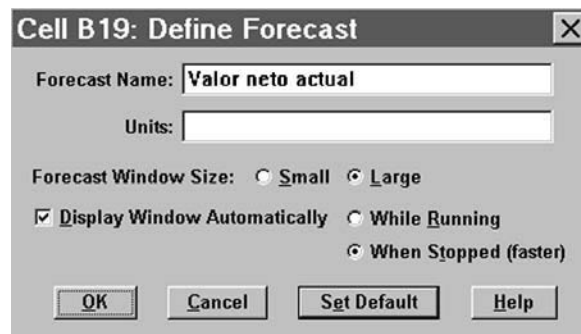 Cell B19: Define Forecast
Forecast Name: Valor neto actual
Units:
Forecast Window Size: Small Large
Display Window Automatically While Running
When Stopped (faster)
OK Cancel Set Default Help